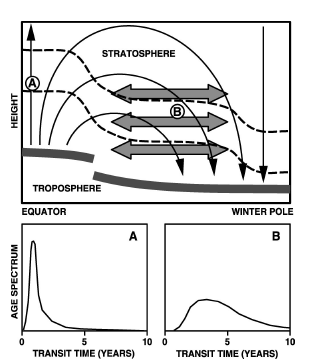 STRATOSPHERE
A
B
HEIGHT
TROPOSPHERE
EQUATOR WINTER POLE
A B
AGE SPECTRUM
0 5 10 0 5 10
TRANSIT TIME (YEARS) TRANSIT TIME (YEARS)